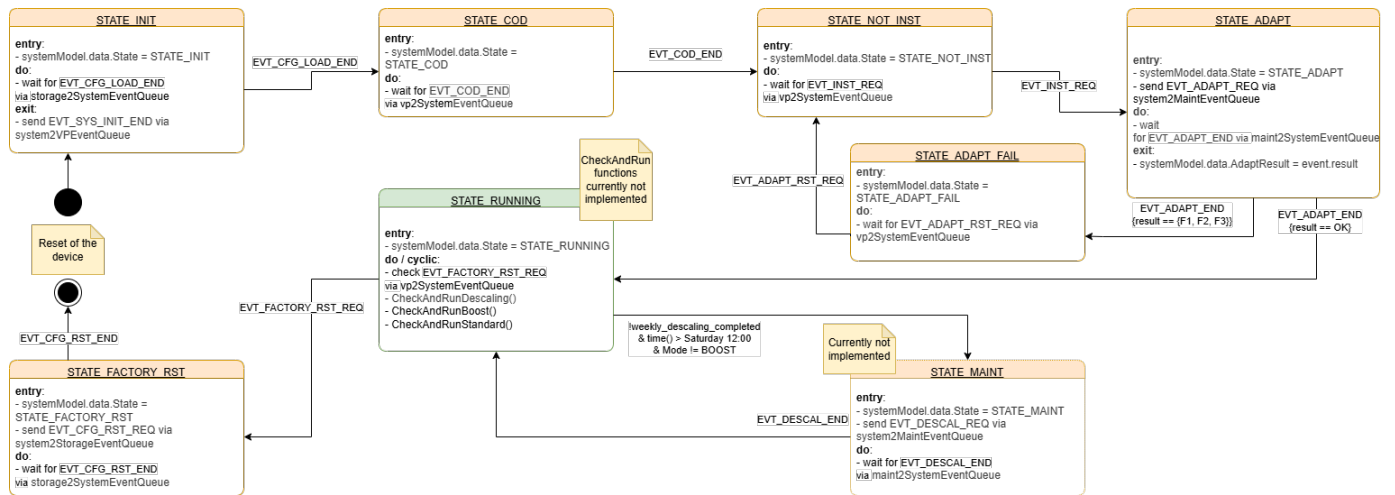 STATE_INIT
entry:
- systemModel.data.State = STATE_INIT
do:
- wait for EVT_CFG_LOAD_END
via storage2SystemEventQueue
exit:
- send EVT_SYS_INIT_END via
system2VPEventQueue
EVT_CFG_LOAD_END
STATE_COD
entry:
- systemModel.data.State =
STATE_COD
do:
- wait for EVT_COD_END
via vp2SystemEventQueue
EVT_COD_END
STATE_NOT_INST
entry:
- systemModel.data.State = STATE_NOT_INST
do:
- wait for EVT_INST_REQ
via vp2SystemEventQueue
EVT_INST_REQ
STATE_ADAPT
entry:
- systemModel.data.State = STATE_ADAPT
- send EVT_ADAPT_REQ via
system2MaintEventQueue
do:
- wait
for EVT_ADAPT_END via maint2SystemEventQueue
exit:
- systemModel.data.AdaptResult = event.result
EVT_ADAPT_END
{result == {F1, F2, F3}}
EVT_ADAPT_END
{result == OK}
STATE_ADAPT_FAIL
entry:
- systemModel.data.State =
STATE_ADAPT_FAIL
do:
- wait for EVT_ADAPT_RST_REQ via
vp2SystemEventQueue
EVT_ADAPT_RST_REQ
CheckAndRun
functions
currently not
implemented
STATE_RUNNING
entry:
- systemModel.data.State = STATE_RUNNING
do / cyclic:
- check EVT_FACTORY_RST_REQ
via vp2SystemEventQueue
- CheckAndRunDescaling()
- CheckAndRunBoost()
- CheckAndRunStandard()
Reset of the
device
EVT_FACTORY_RST_REQ
EVT_CFG_RST_END
!weekly_descaling_completed
& time() > Saturday 12:00
& Mode != BOOST
Currently not
implemented
STATE_FACTORY_RST
entry:
- systemModel.data.State =
STATE_FACTORY_RST
- send EVT_CFG_RST_REQ via
system2StorageEventQueue
do:
- wait for EVT_CFG_RST_END
via storage2SystemEventQueue
EVT_DESCAL_END
STATE_MAINT
entry:
- systemModel.data.State = STATE_MAINT
- send EVT_DESCAL_REQ via
system2MaintEventQueue
do:
- wait for EVT_DESCAL_END
via maint2SystemEventQueue